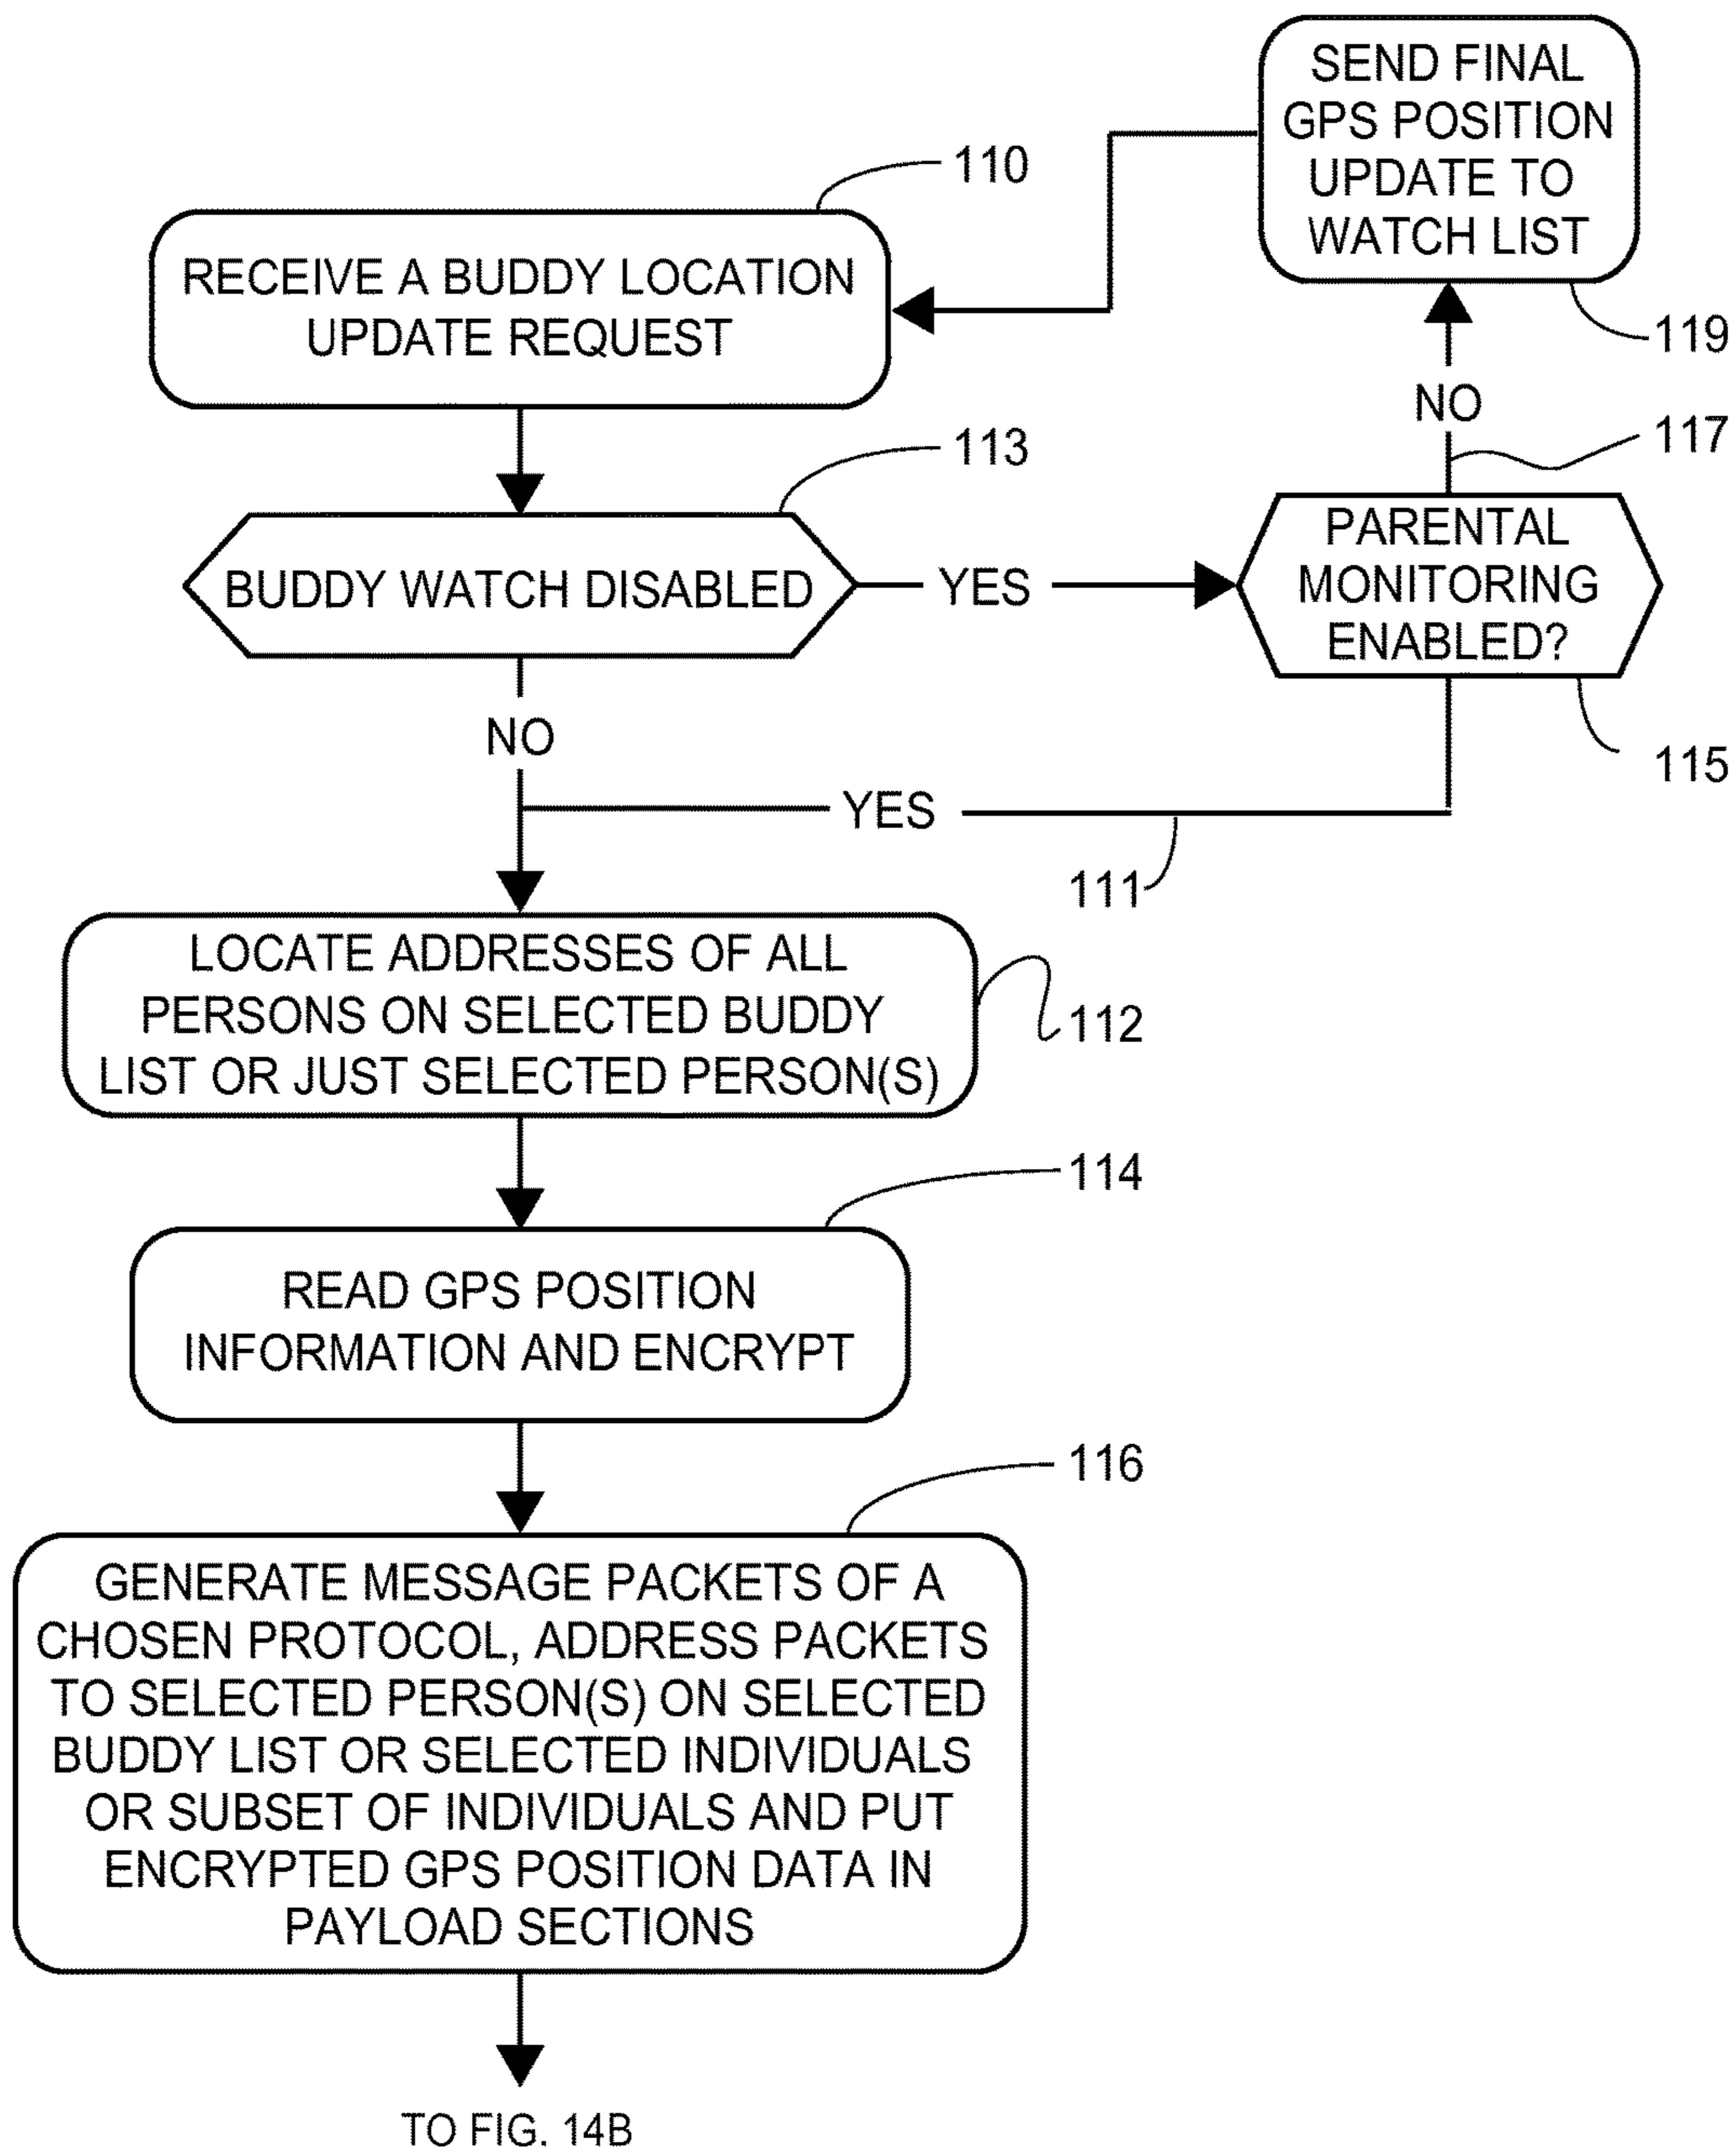 SEND FINAL
GPS POSITION
UPDATE TO
WATCH LIST
119
110
RECEIVE A BUDDY LOCATION
UPDATE REQUEST
NO
117
113
BUDDY WATCH DISABLED
YES
PARENTAL
MONITORING
ENABLED?
115
NO
YES
111
LOCATE ADDRESSES OF ALL
PERSONS ON SELECTED BUDDY
LIST OR JUST SELECTED PERSON(S)
112
114
READ GPS POSITION
INFORMATION AND ENCRYPT
116
GENERATE MESSAGE PACKETS OF A
CHOSEN PROTOCOL, ADDRESS PACKETS
TO SELECTED PERSON(S) ON SELECTED
BUDDY LIST OR SELECTED INDIVIDUALS
OR SUBSET OF INDIVIDUALS AND PUT
ENCRYPTED GPS POSITION DATA IN
PAYLOAD SECTIONS
TO FIG. 14B